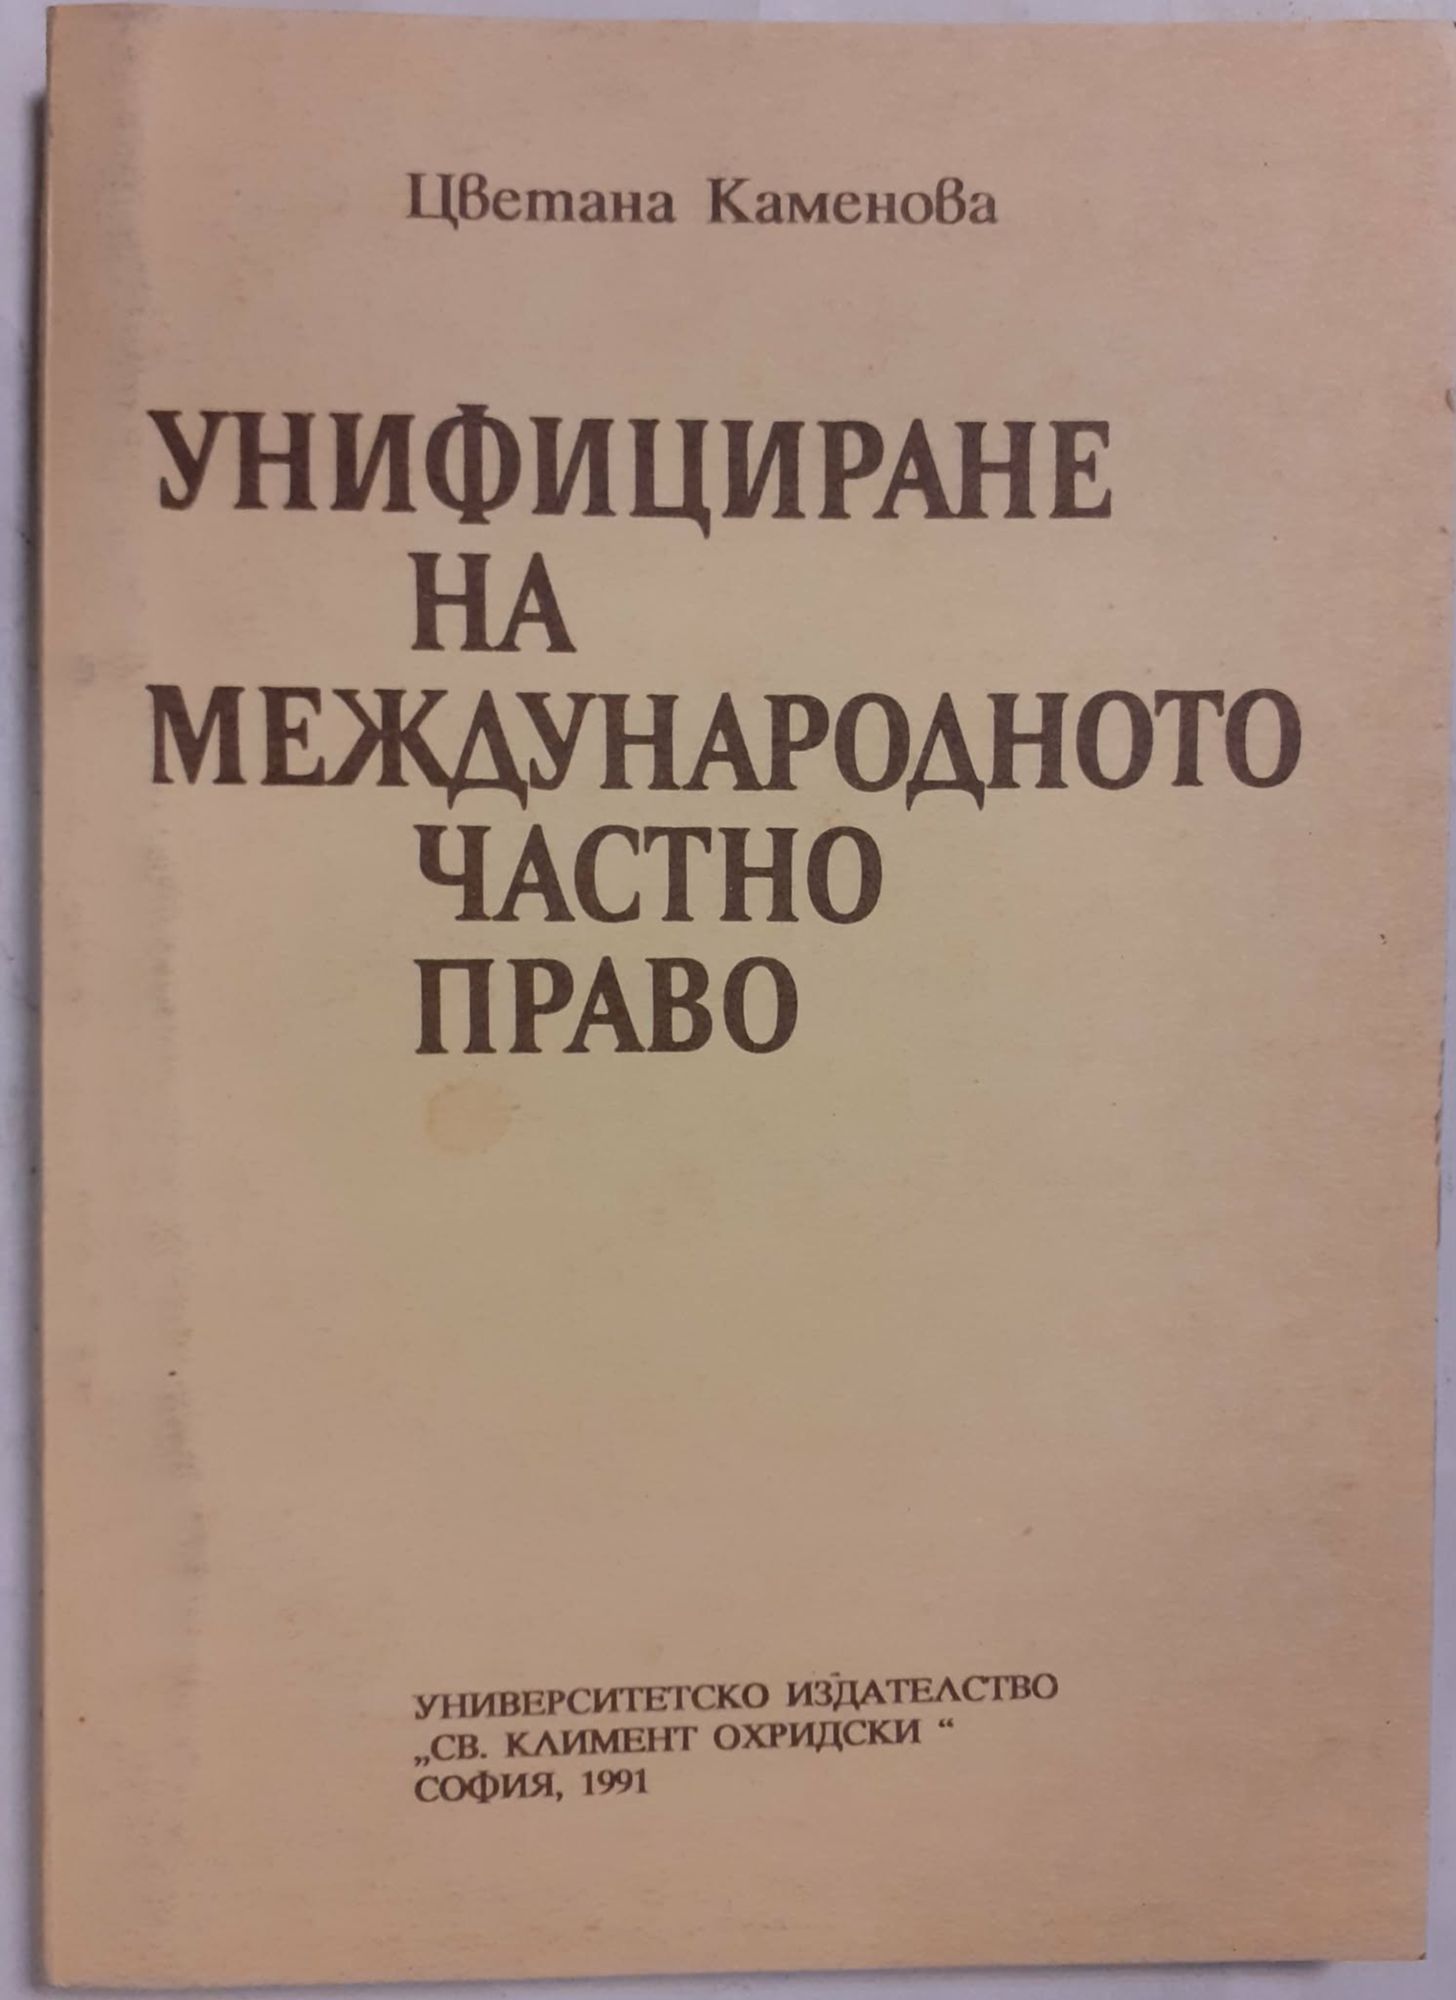 Цветана Каменова
УНИФИЦИРАНЕ
НА
МЕЖДУНАРОДНОТО
ЧАСТНО
ПРАВО
УНИВЕРСИТЕТСКО ИЗДАТЕЛСТВО
„СВ. КЛИМЕНТ ОХРИДСКИ “
СОФИЯ, 1991